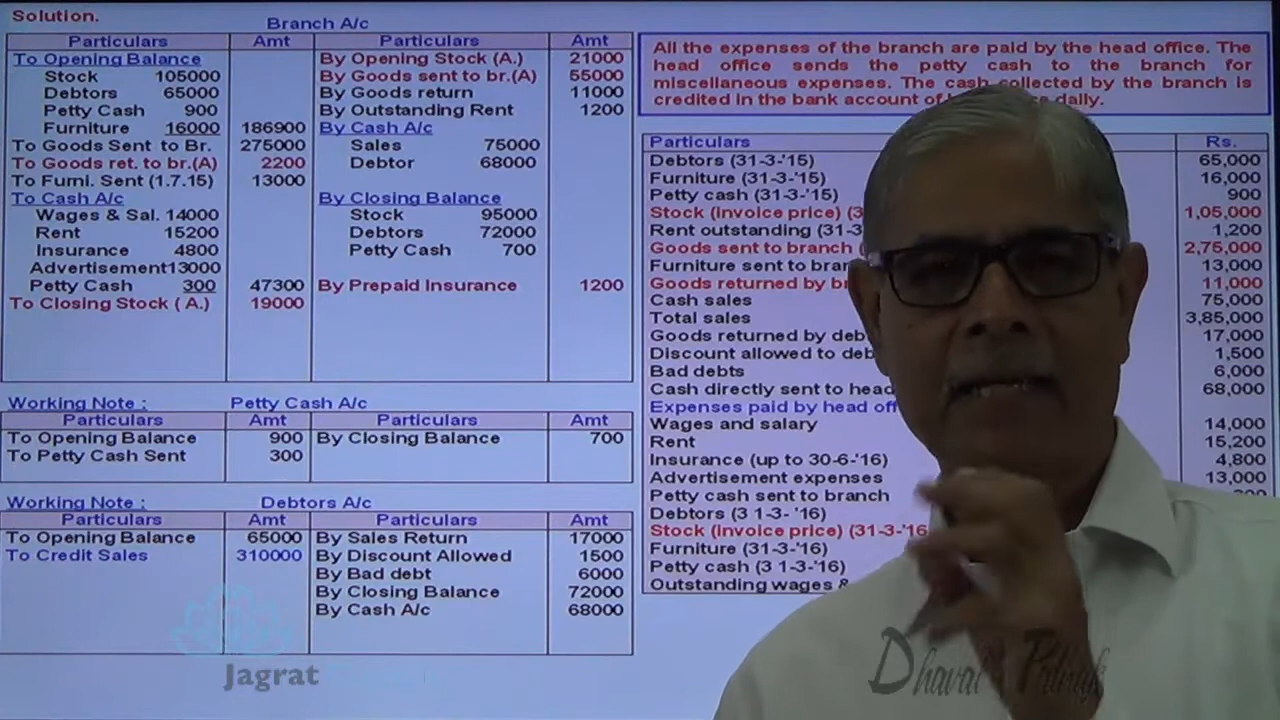 Solution.
Branch A/c
Particulars Amt Particulars Amt
To Opening Balance By Opening Stock (A.) 21000
Stock 105000 By Goods sent to br.(A) 55000
Debtors 65000 By Goods return 11000
Petty Cash 900 By Outstanding Rent 1200
Furniture 16000 186900 By Cash A/c
To Goods Sent to Br. 275000 Sales 75000
To Goods ret. to br.(A) 2200 Debtor 68000
To Furni. Sent (1.7.15) 13000
To Cash A/c By Closing Balance
Wages & Sal. 14000 Stock 95000
Rent 15200 Debtors 72000
Insurance 4800 Petty Cash 700
Advertisement13000
Petty Cash 300 47300 By Prepaid Insurance 1200
To Closing Stock ( A.) 19000
Working Note : Petty Cash A/c
Particulars Amt Particulars Amt
To Opening Balance 900 By Closing Balance 700
To Petty Cash Sent 300
Working Note : Debtors A/c
Particulars Amt Particulars Amt
To Opening Balance 65000 By Sales Return 17000
To Credit Sales 310000 By Discount Allowed 1500
By Bad debt 6000
By Closing Balance 72000
By Cash A/c 68000
All the expenses of the branch are paid by the head office. The
head office sends the petty cash to the branch for
miscellaneous expenses. The cash collected by the branch is
credited in the bank account of daily.
Particulars Rs.
Debtors (31-3-'15) 65,000
Furniture (31-3-'15) 16,000
Petty cash (31-3-'15) 900
Stock (Invoice price) (3 1,05,000
Rent outstanding (31-3 1,200
Goods sent to branch ( 2,75,000
Furniture sent to bran 13,000
Goods returned by br 11,000
Cash sales 75,000
Total sales 3,85,000
Goods returned by deb 17,000
Discount allowed to deb 1,500
Bad debts 6,000
Cash directly sent to head 68,000
Expenses paid by head off
Wages and salary 14,000
Rent 15,200
Insurance (up to 30-6-'16) 4,800
Advertisement expenses 13,000
Petty cash sent to branch
Debtors (3 1-3- '16)
Stock (Invoice price) (31-3-'16
Furniture (31-3-'16)
Petty cash (3 1-3-'16)
Outstanding wages &
Jagrat
Dhaval Pathak